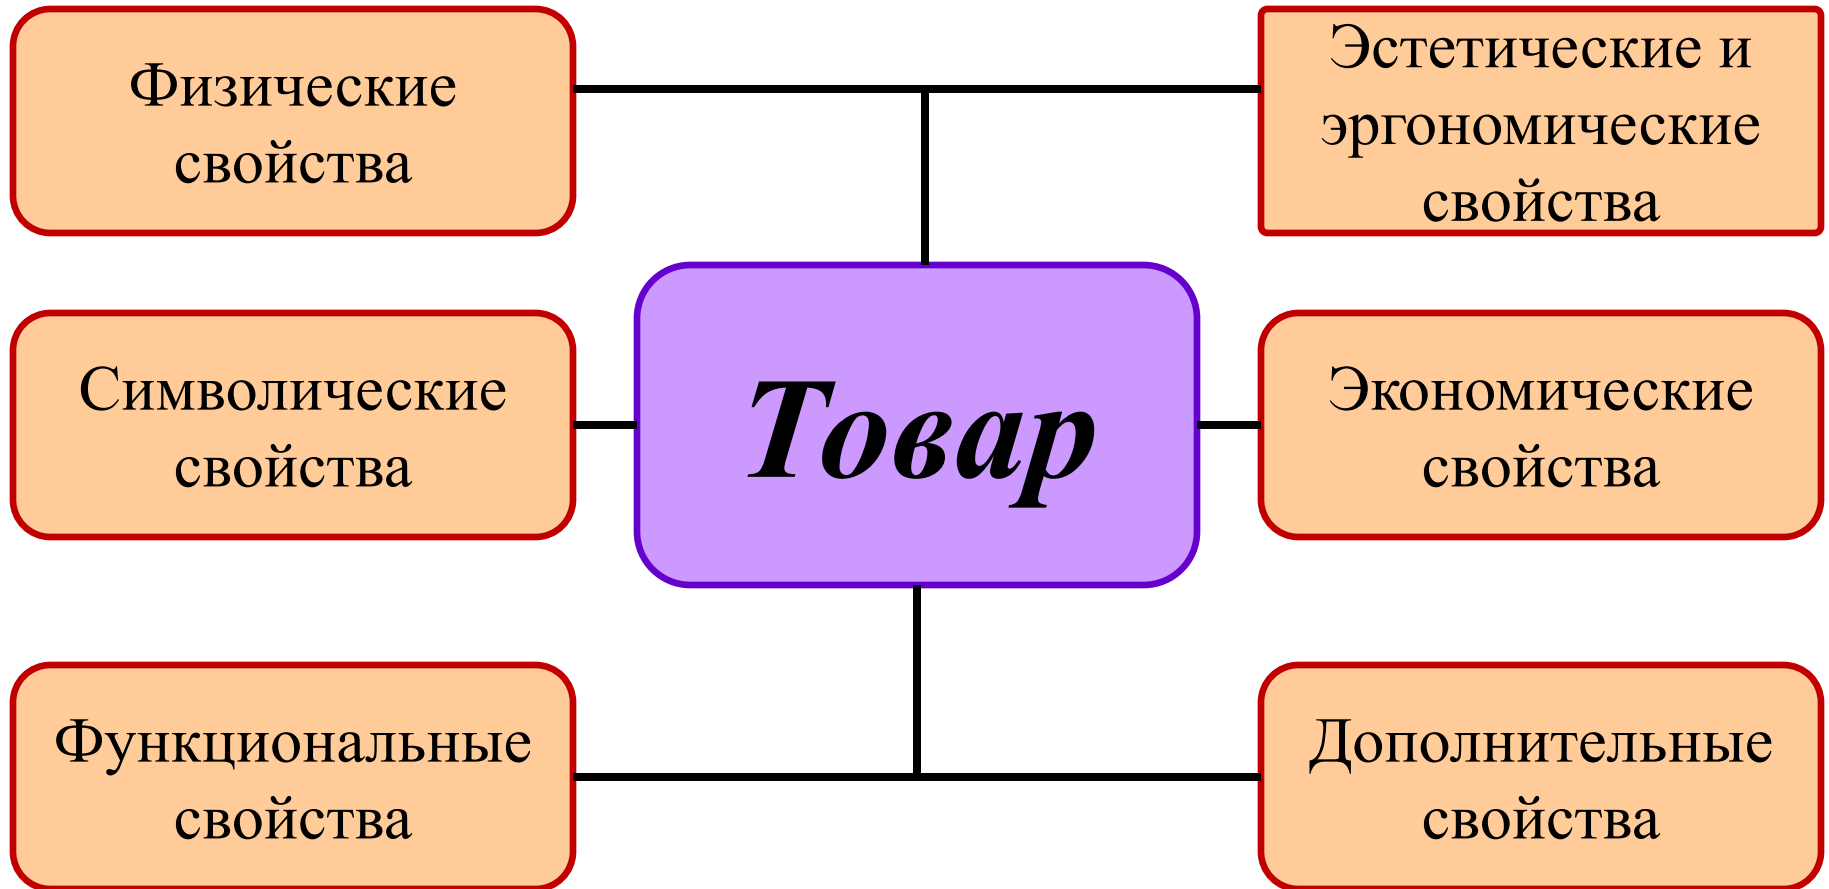 Физические
свойства
Эстетические и
эргономические
свойства
Символические
свойства
Товар
Экономические
свойства
Функциональные
свойства
Дополнительные
свойства